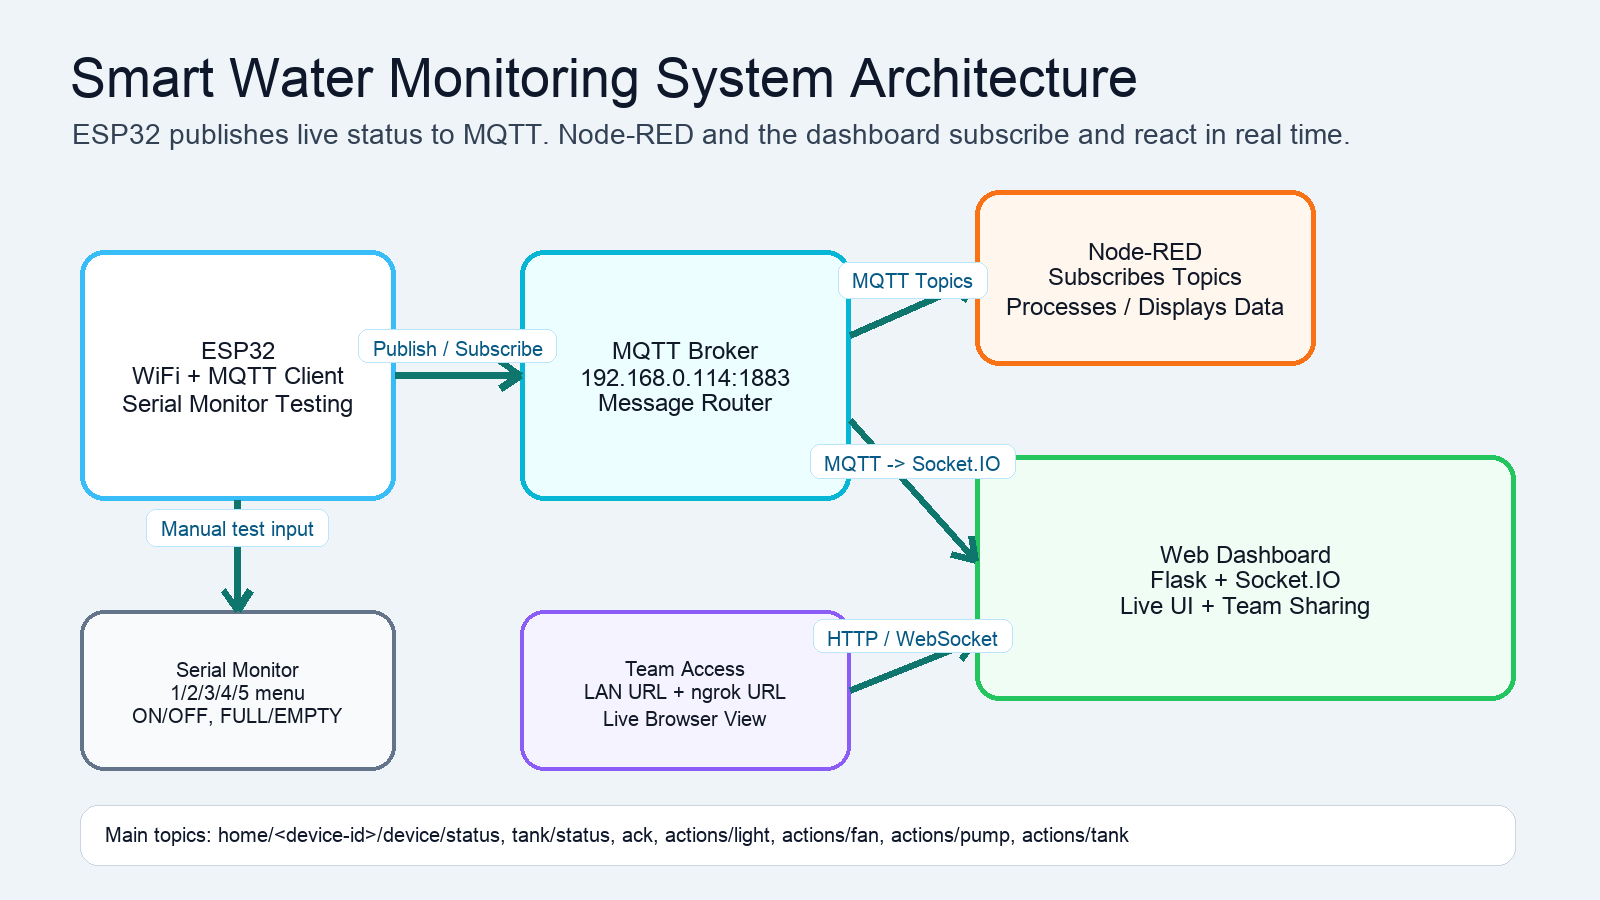 Smart Water Monitoring System Architecture
ESP32 publishes live status to MQTT. Node-RED and the dashboard subscribe and react in real time.
Node-RED
Subscribes Topics
Processes / Displays Data
MQTT Topics
ESP32
WiFi + MQTT Client
Serial Monitor Testing
Publish / Subscribe
MQTT Broker
192.168.0.114:1883
Message Router
MQTT -> Socket.IO
Manual test input
Web Dashboard
Flask + Socket.IO
Live UI + Team Sharing
HTTP / WebSocket
Serial Monitor
1/2/3/4/5 menu
ON/OFF, FULL/EMPTY
Team Access
LAN URL + ngrok URL
Live Browser View
Main topics: home/<device-id>/device/status, tank/status, ack, actions/light, actions/fan, actions/pump, actions/tank